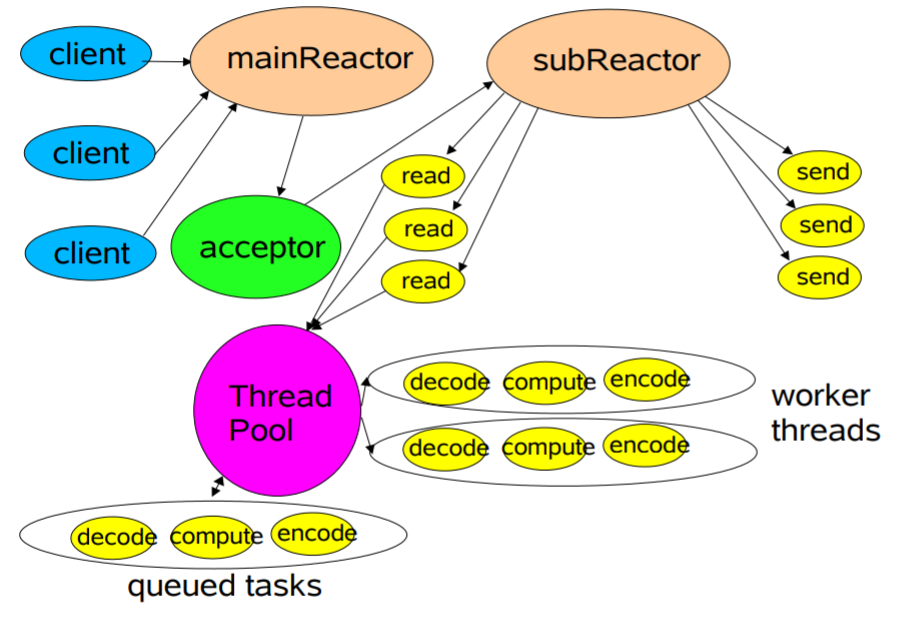 client
mainReactor
subReactor
client
client
acceptor
read
read
read
send
send
send
Thread
Pool
decode compute encode
decode compute encode
worker
threads
decode compute encode
queued tasks